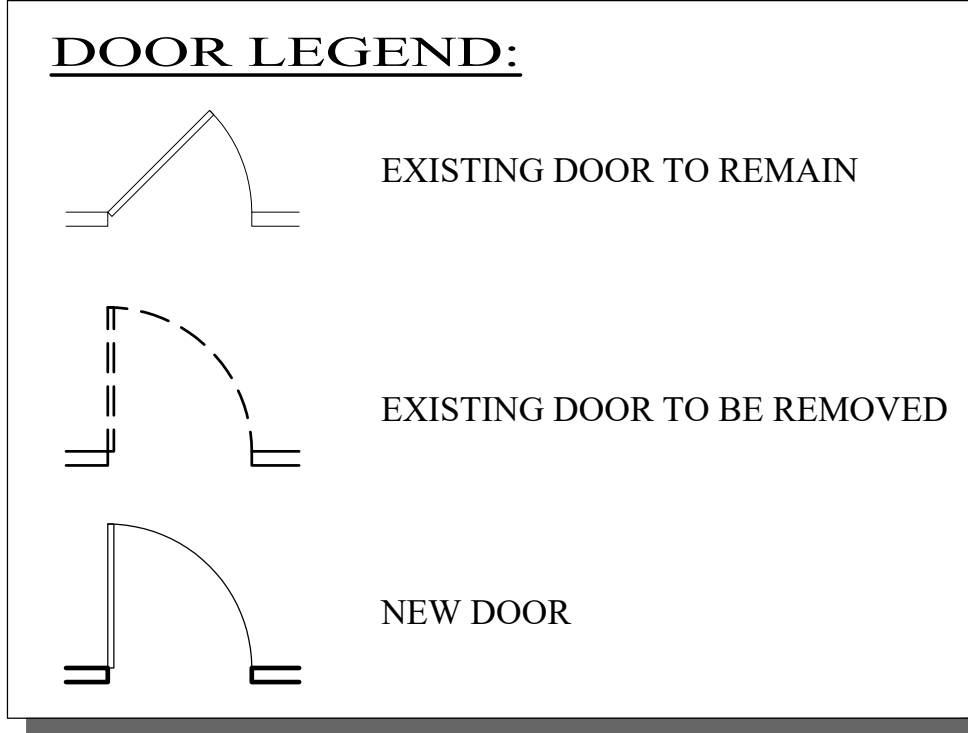 DOOR LEGEND:
EXISTING DOOR TO REMAIN
EXISTING DOOR TO BE REMOVED
NEW DOOR